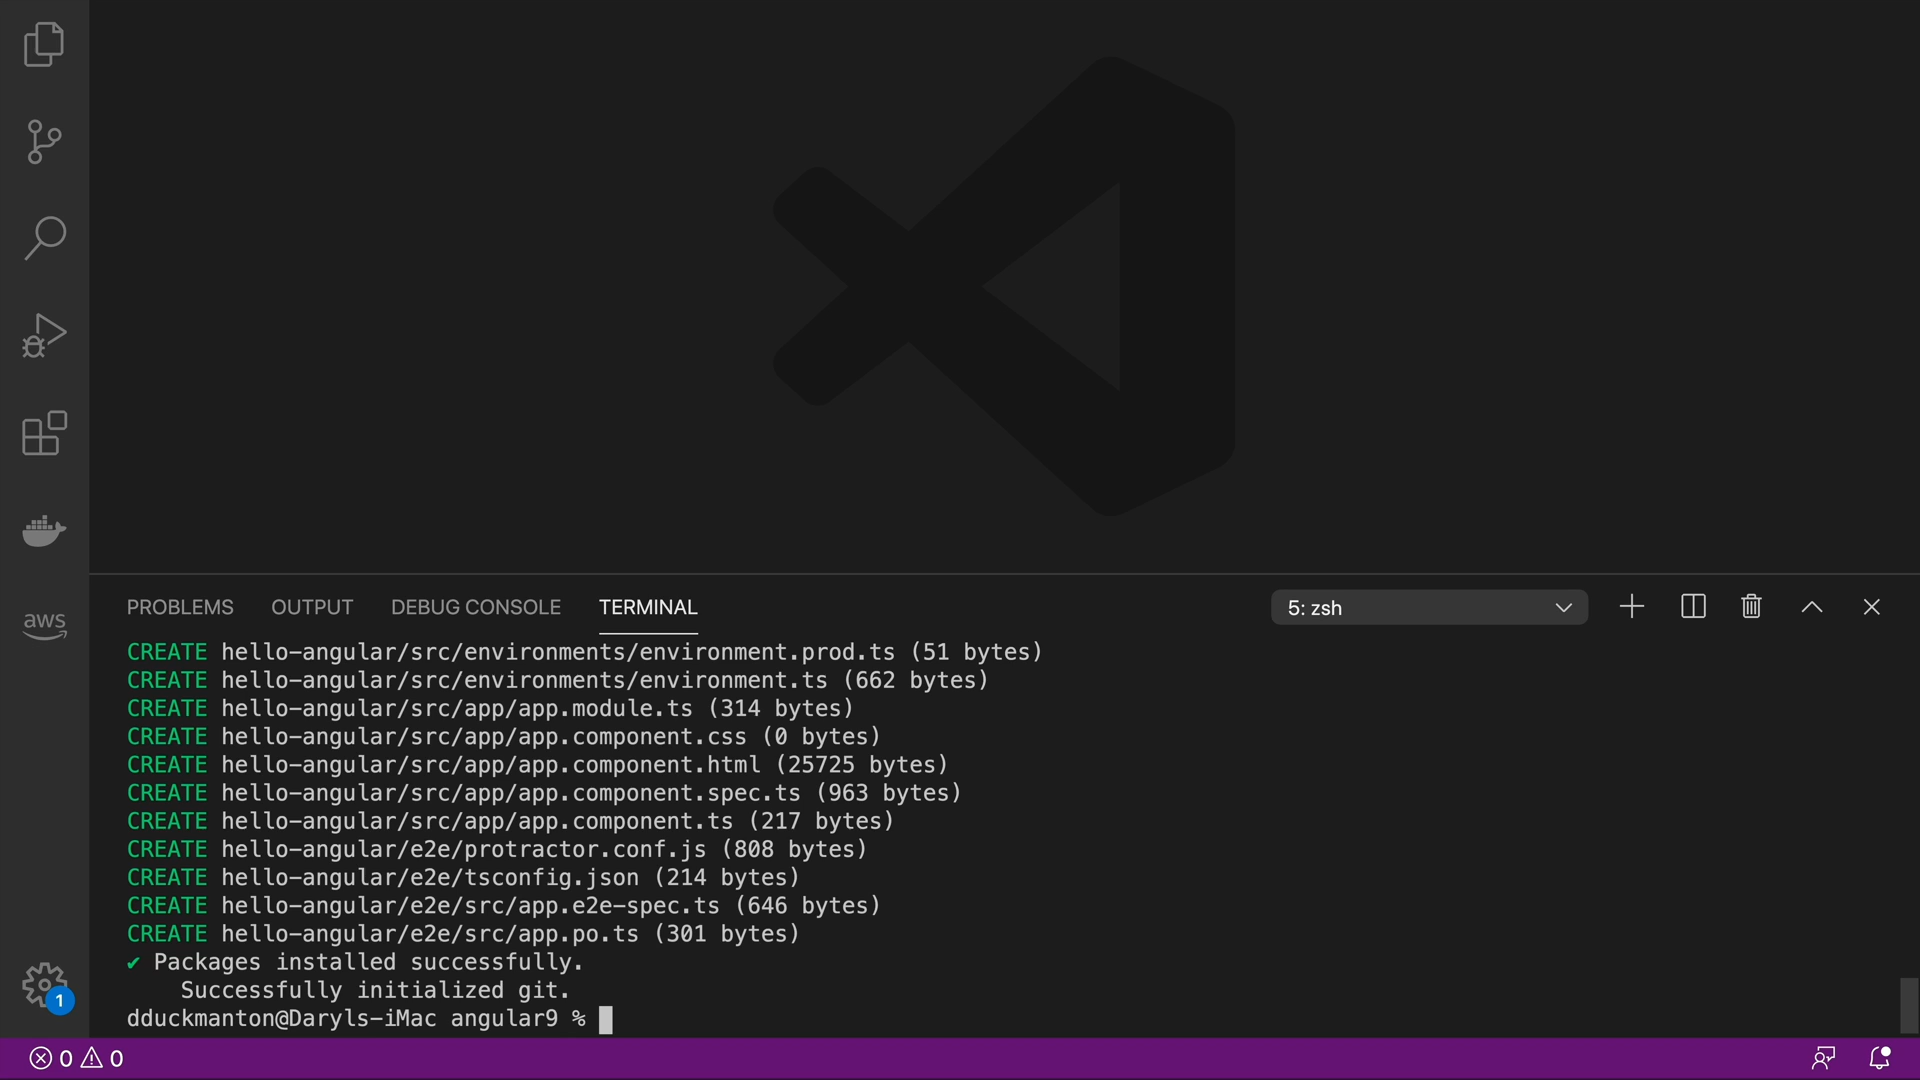 aws
1
PROBLEMS OUTPUT DEBUG CONSOLE TERMINAL 5: zsh
CREATE hello-angular/src/environments/environment.prod.ts (51 bytes)
CREATE hello-angular/src/environments/environment.ts (662 bytes)
CREATE hello-angular/src/app/app.module.ts (314 bytes)
CREATE hello-angular/src/app/app.component.css (0 bytes)
CREATE hello-angular/src/app/app.component.html (25725 bytes)
CREATE hello-angular/src/app/app.component.spec.ts (963 bytes)
CREATE hello-angular/src/app/app.component.ts (217 bytes)
CREATE hello-angular/e2e/protractor.conf.js (808 bytes)
CREATE hello-angular/e2e/tsconfig.json (214 bytes)
CREATE hello-angular/e2e/src/app.e2e-spec.ts (646 bytes)
CREATE hello-angular/e2e/src/app.po.ts (301 bytes)
✔ Packages installed successfully.
Successfully initialized git.
dduckmanton@Daryls-iMac angular9 %
0 0